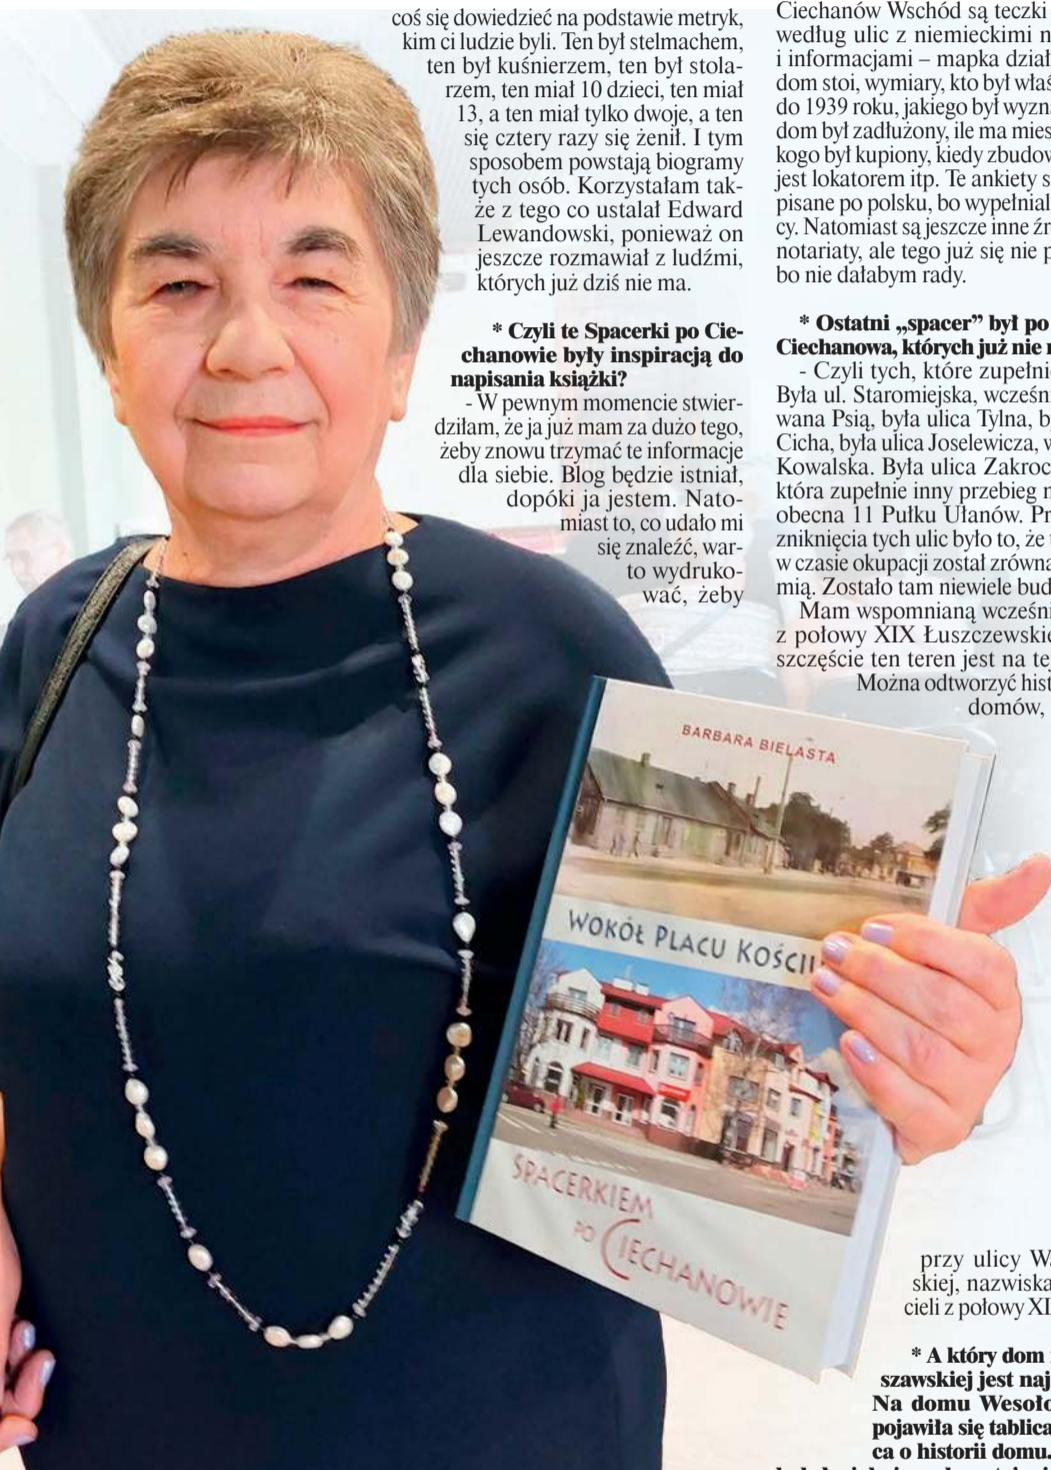 coś się dowiedzieć na podstawie metryk,
kim ci ludzie byli. Ten był stelmachem,
ten był kuśnierzem, ten był stola-
rzem, ten miał 10 dzieci, ten miał
13, a ten miał tylko dwoje, a ten
się cztery razy się żenił. I tym
sposobem powstają biogramy
tych osób. Korzystałam tak-
że z tego co ustalał Edward
Lewandowski, ponieważ on
jeszcze rozmawiał z ludźmi,
których już dziś nie ma.
* Czyli te Spacerki po Cie-
chanowie były inspiracją do
napisania książki?
- W pewnym momencie stwier-
dziłam, że ja już mam za dużo tego,
żeby znowu trzymać te informacje
dla siebie. Blog będzie istniał,
dopóki ja jestem. Nato-
miast to, co udało mi
się znaleźć, war-
to wydruko-
wać, żeby
Ciechanów Wschód są teczki
według ulic z niemieckimi n
i informacjami – mapka dział
dom stoi, wymiary, kto był właś
do 1939 roku, jakiego był wyzn
dom był zadłużony, ile ma mies
kogo był kupiony, kiedy zbudow
jest lokatorem itp. Te ankiety s
pisane po polsku, bo wypełnial
cy. Natomiast są jeszcze inne źr
notariaty, ale tego już się nie p
bo nie dałabym rady.
* Ostatni „spacer” był po
Ciechanowa, których już nie
- Czyli tych, które zupełni
Była ul. Staromiejska, wcześni
wana Psią, była ulica Tylna, b
Cicha, była ulica Joselewicza, w
Kowalska. Była ulica Zakroc
która zupełnie inny przebieg
obecna 11 Pułku Ułanów. Pr
zniknięcia tych ulic było to, że
w czasie okupacji został zrówna
mią. Zostało tam niewiele bud
Mam wspomnianą wcześni
z połowy XIX Łuszczewskie
szczęście ten teren jest na tej
Można odtworzyć hist
domów,
BARBARA BIELASTA
WOKÓŁ PLACU KOŚCIU
SPACERKIEM
PO CIECHANOWIE
przy ulicy Wa
skiej, nazwiska
cieli z połowy XI
* A który dom
szawskiej jest naj
Na domu Wesoło
pojawiła się tablica
ca o historii domu.